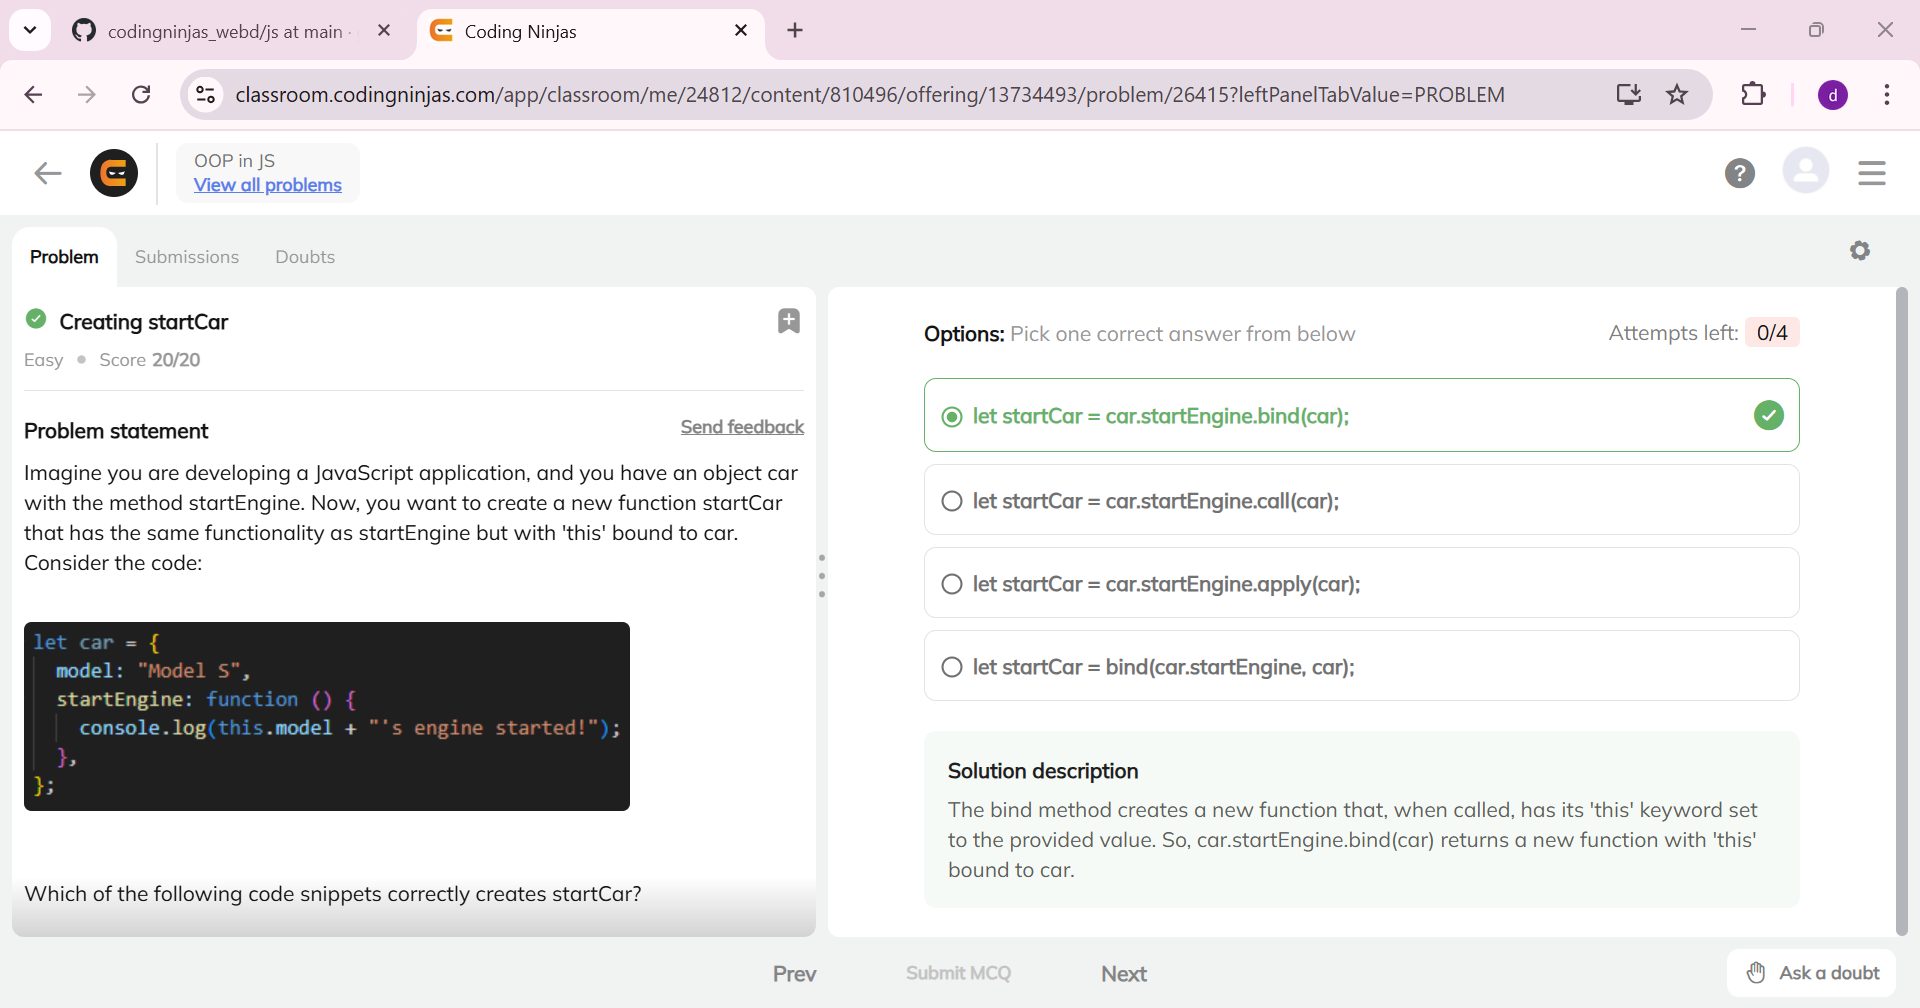 codingninjas_webd/js at main ·
Coding Ninjas
classroom.codingninjas.com/app/classroom/me/24812/content/810496/offering/13734493/problem/26415?leftPanelTabValue=PROBLEM
d
OOP in JS
View all problems
?
Problem
Submissions
Doubts
Creating startCar
Easy
Score 20/20
Problem statement
Send feedback
Imagine you are developing a JavaScript application, and you have an object car
with the method startEngine. Now, you want to create a new function startCar
that has the same functionality as startEngine but with 'this' bound to car.
Consider the code:
let car = {
model: "Model S",
startEngine: function () {
console.log(this.model + "'s engine started!");
},
};
Which of the following code snippets correctly creates startCar?
Options: Pick one correct answer from below
Attempts left: 0/4
let startCar = car.startEngine.bind(car);
let startCar = car.startEngine.call(car);
let startCar = car.startEngine.apply(car);
let startCar = bind(car.startEngine, car);
Solution description
The bind method creates a new function that, when called, has its 'this' keyword set
to the provided value. So, car.startEngine.bind(car) returns a new function with 'this'
bound to car.
Prev
Submit MCQ
Next
Ask a doubt